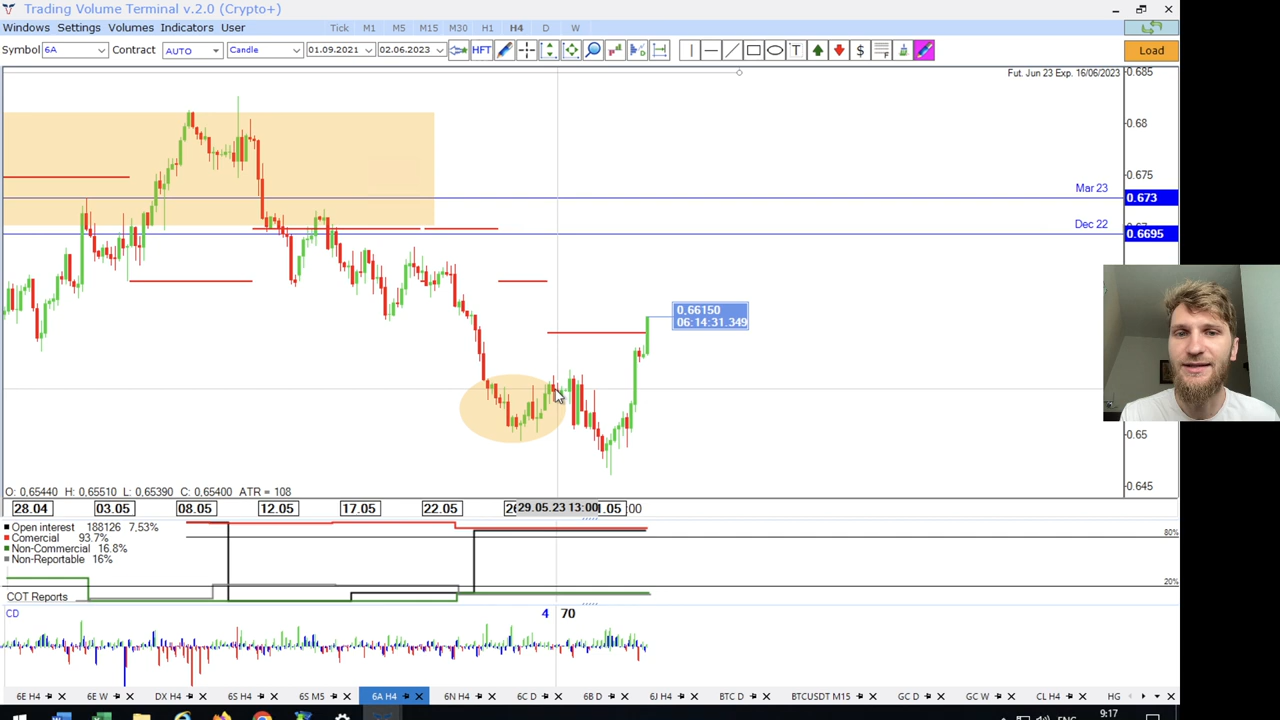 Trading Volume Terminal v.2.0 (Crypto+)
Windows Settings Volumes Indicators User Tick M1 M5 M15 M30 H1 H4 D W
Symbol 6A Contract AUTO Candle 01.09.2021 02.06.2023 HFT T $ F Load
Fut. Jun 23 Exp. 16/06/2023 0.685
0.68
0.675
Mar 23 0.673
Dec 22 0.6695
0,66150
06:14:31.349
0.65
0.645
O: 0,65440 H: 0,65510 L: 0,65390 C: 0,65400 ATR = 108
28.04 03.05 08.05 12.05 17.05 22.05 29.05.23 13:00 1.05 :00
Open interest 188126 7.53%
Comercial 93.7%
Non-Commercial 16.8%
Non-Reportable 16%
80%
20%
COT Reports
CD 4 70
6E H4 6E W DX H4 6S H4 6S M5 6A H4 6N H4 6C D 6B D 6J H4 BTC D BTCUSDT M15 GC D GC W CL H4 HG
9:17